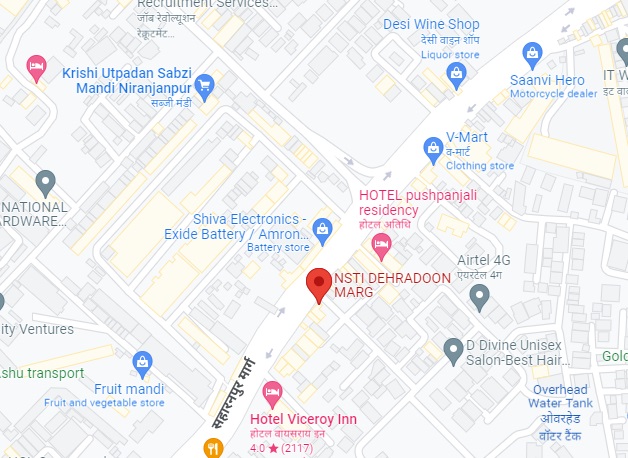 Recruitment Services...
जॉब रेवोल्यूशन
रेक्रूटमेंट...
Desi Wine Shop
देसी वाइन शॉप
Liquor store
Krishi Utpadan Sabzi
Mandi Niranjanpur
सब्जी मंडी
Saanvi Hero
Motorcycle dealer
IT W
इट वा
V-Mart
व-मार्ट
Clothing store
NATIONAL
ARDWARE...
HOTEL pushpanjali
residency
होटल अतिथि
Shiva Electronics -
Exide Battery / Amron...
Battery store
Airtel 4G
एयरटेल 4ग
NSTI DEHRADOON
MARG
ity Ventures
D Divine Unisex
Salon-Best Hair...
Gold
shu transport
Fruit mandi
Fruit and vegetable store
सहारनपुर मार्ग
Overhead
Water Tank
ओवरहेड
वॉटर टैंक
Hotel Viceroy Inn
होटल वायसराय इन
4.0 ★ (2117)